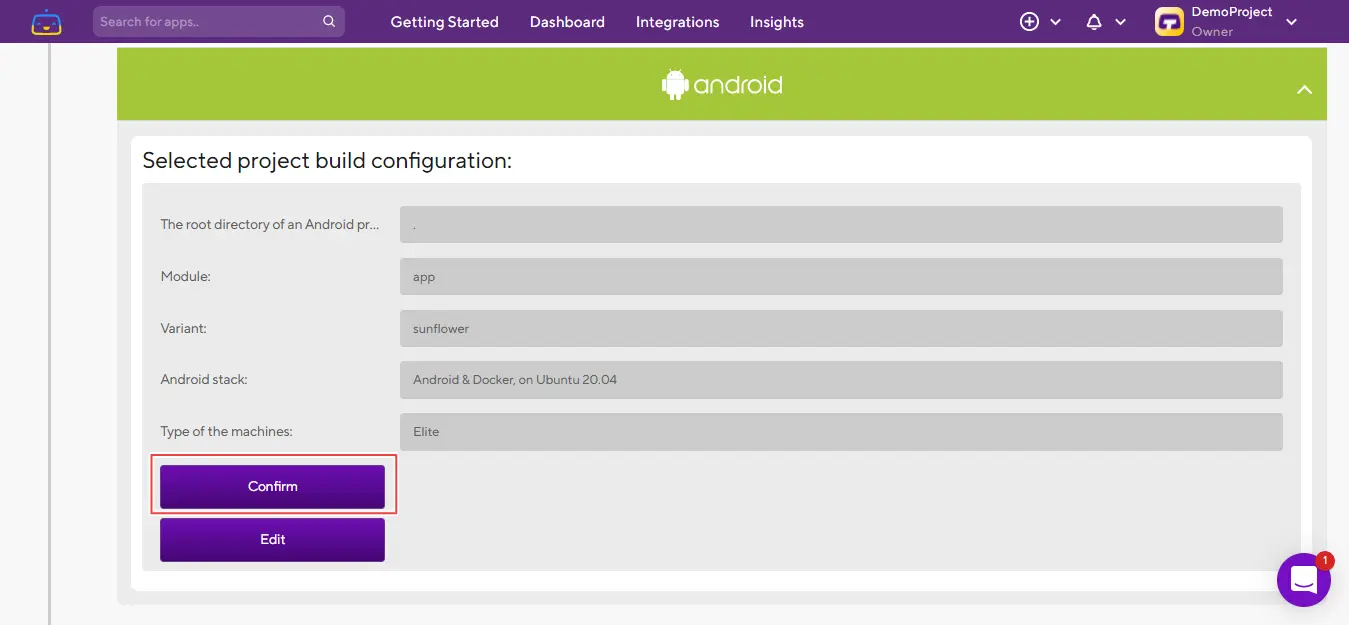 Search for apps..
Getting Started
Dashboard
Integrations
Insights
DemoProject
Owner
android
Selected project build configuration:
The root directory of an Android pr... .
Module: app
Variant: sunflower
Android stack: Android & Docker, on Ubuntu 20.04
Type of the machines: Elite
Confirm
Edit
1